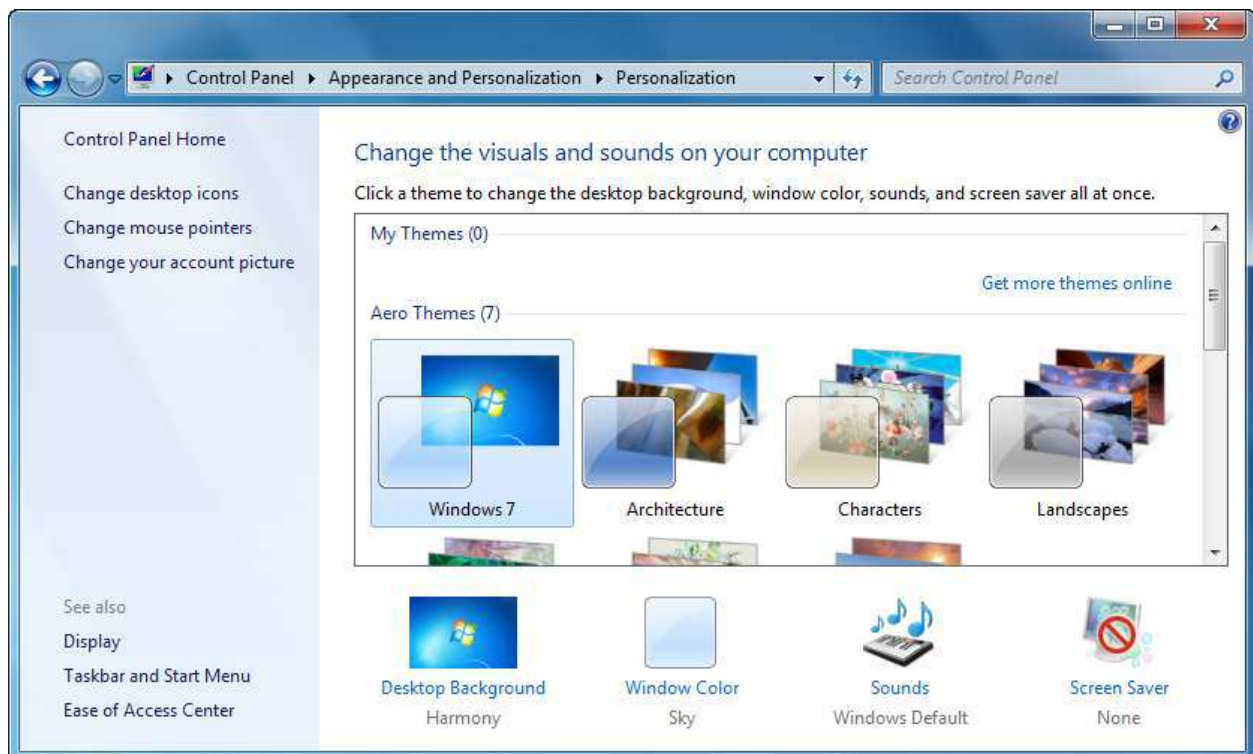 Control Panel ▸ Appearance and Personalization ▸ Personalization
Search Control Panel
Control Panel Home
Change desktop icons
Change mouse pointers
Change your account picture
See also
Display
Taskbar and Start Menu
Ease of Access Center
Change the visuals and sounds on your computer
Click a theme to change the desktop background, window color, sounds, and screen saver all at once.
My Themes (0)
Get more themes online
Aero Themes (7)
Windows 7
Architecture
Characters
Landscapes
Desktop Background
Harmony
Window Color
Sky
Sounds
Windows Default
Screen Saver
None